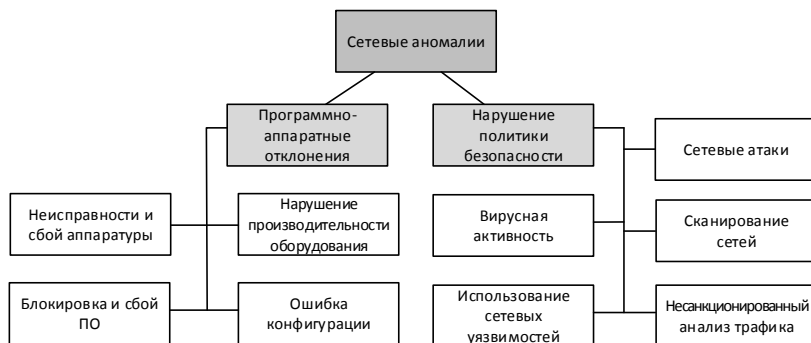 Сетевые аномалии
Программно-
аппаратные
отклонения
Нарушение
политики
безопасности
Сетевые атаки
Неисправности и
сбой аппаратуры
Нарушение
производительности
оборудования
Вирусная
активность
Сканирование
сетей
Блокировка и сбой
ПО
Ошибка
конфигурации
Использование
сетевых
уязвимостей
Несанкционированный
анализ трафика